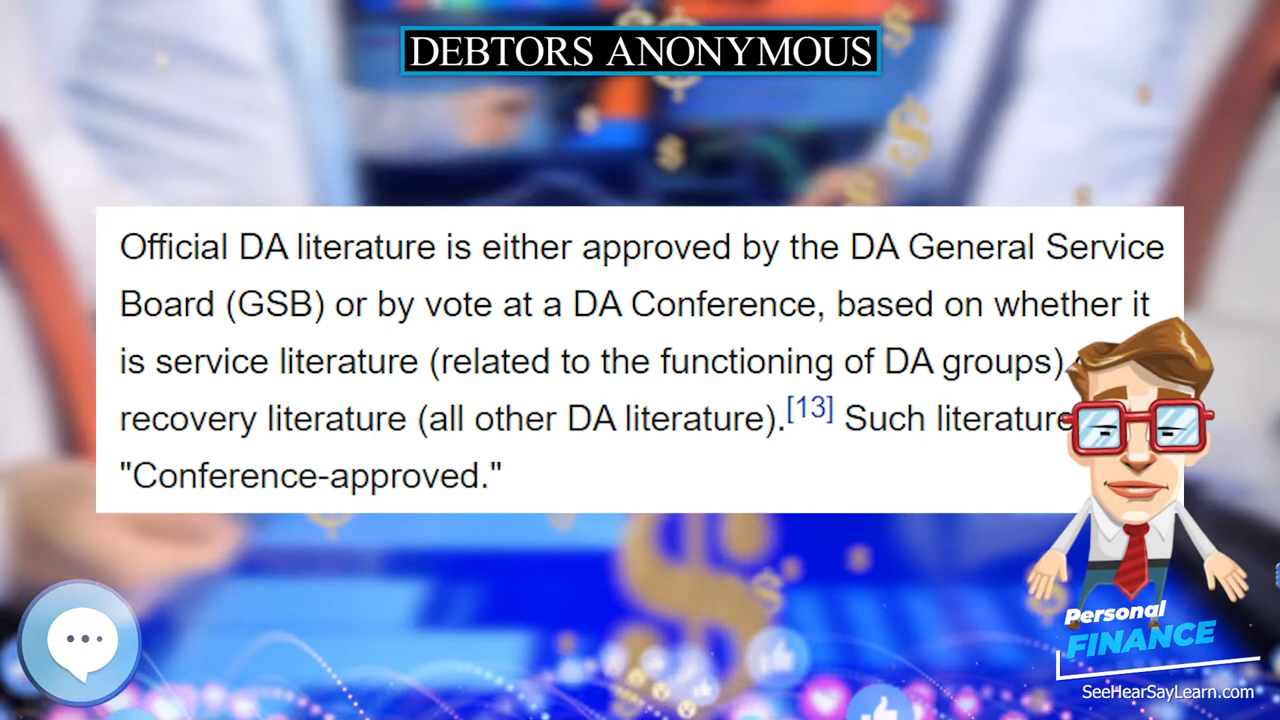 DEBTORS ANONYMOUS
Official DA literature is either approved by the DA General Service
Board (GSB) or by vote at a DA Conference, based on whether it
is service literature (related to the functioning of DA groups)
recovery literature (all other DA literature).[13] Such literature
"Conference-approved."
Personal
FINANCE
SeeHearSayLearn.com